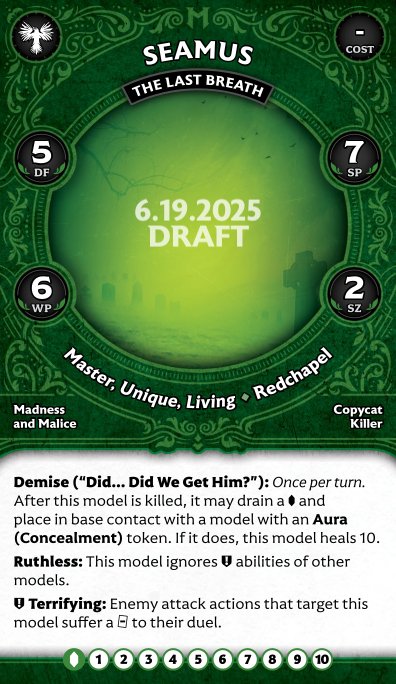 M
-
COST
SEAMUS
THE LAST BREATH
5
DF
7
SP
6.19.2025
DRAFT
6
WP
2
SZ
Master, Unique, Living ♦ Redchapel
Madness
and Malice
Copycat
Killer
Demise (“Did... Did We Get Him?”): Once per turn.
After this model is killed, it may drain a and
place in base contact with a model with an Aura
(Concealment) token. If it does, this model heals 10.
Ruthless: This model ignores abilities of other
models.
Terrifying: Enemy attack actions that target this
model suffer a to their duel.
1 2 3 4 5 6 7 8 9 10